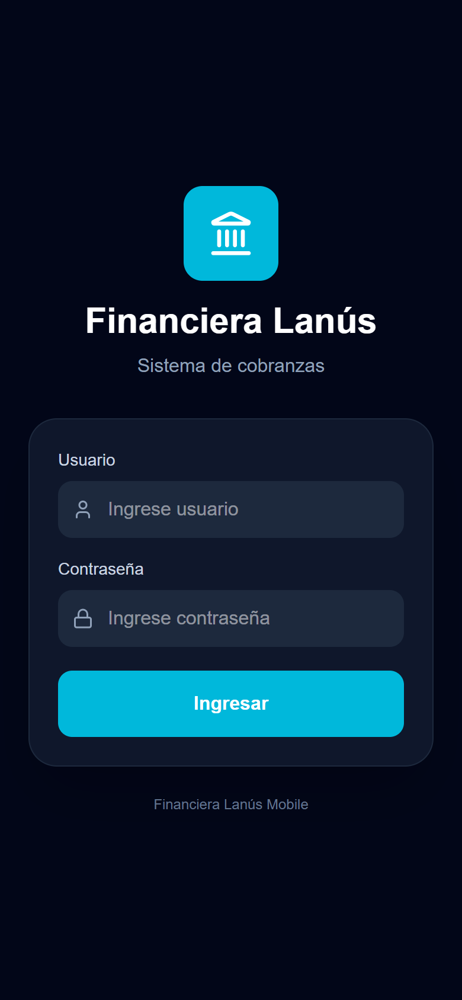 Financiera Lanús
Sistema de cobranzas
Usuario
Ingrese usuario
Contraseña
Ingrese contraseña
Ingresar
Financiera Lanús Mobile